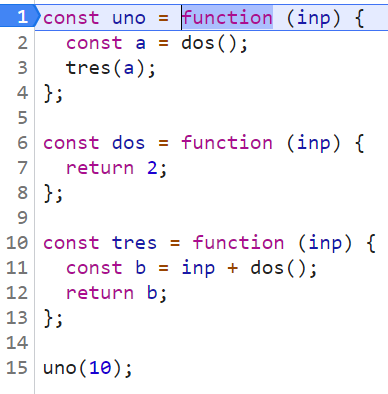 1 const uno = function (inp) {
2   const a = dos();
3   tres(a);
4 };
5
6 const dos = function (inp) {
7   return 2;
8 };
9
10 const tres = function (inp) {
11   const b = inp + dos();
12   return b;
13 };
14
15 uno(10);